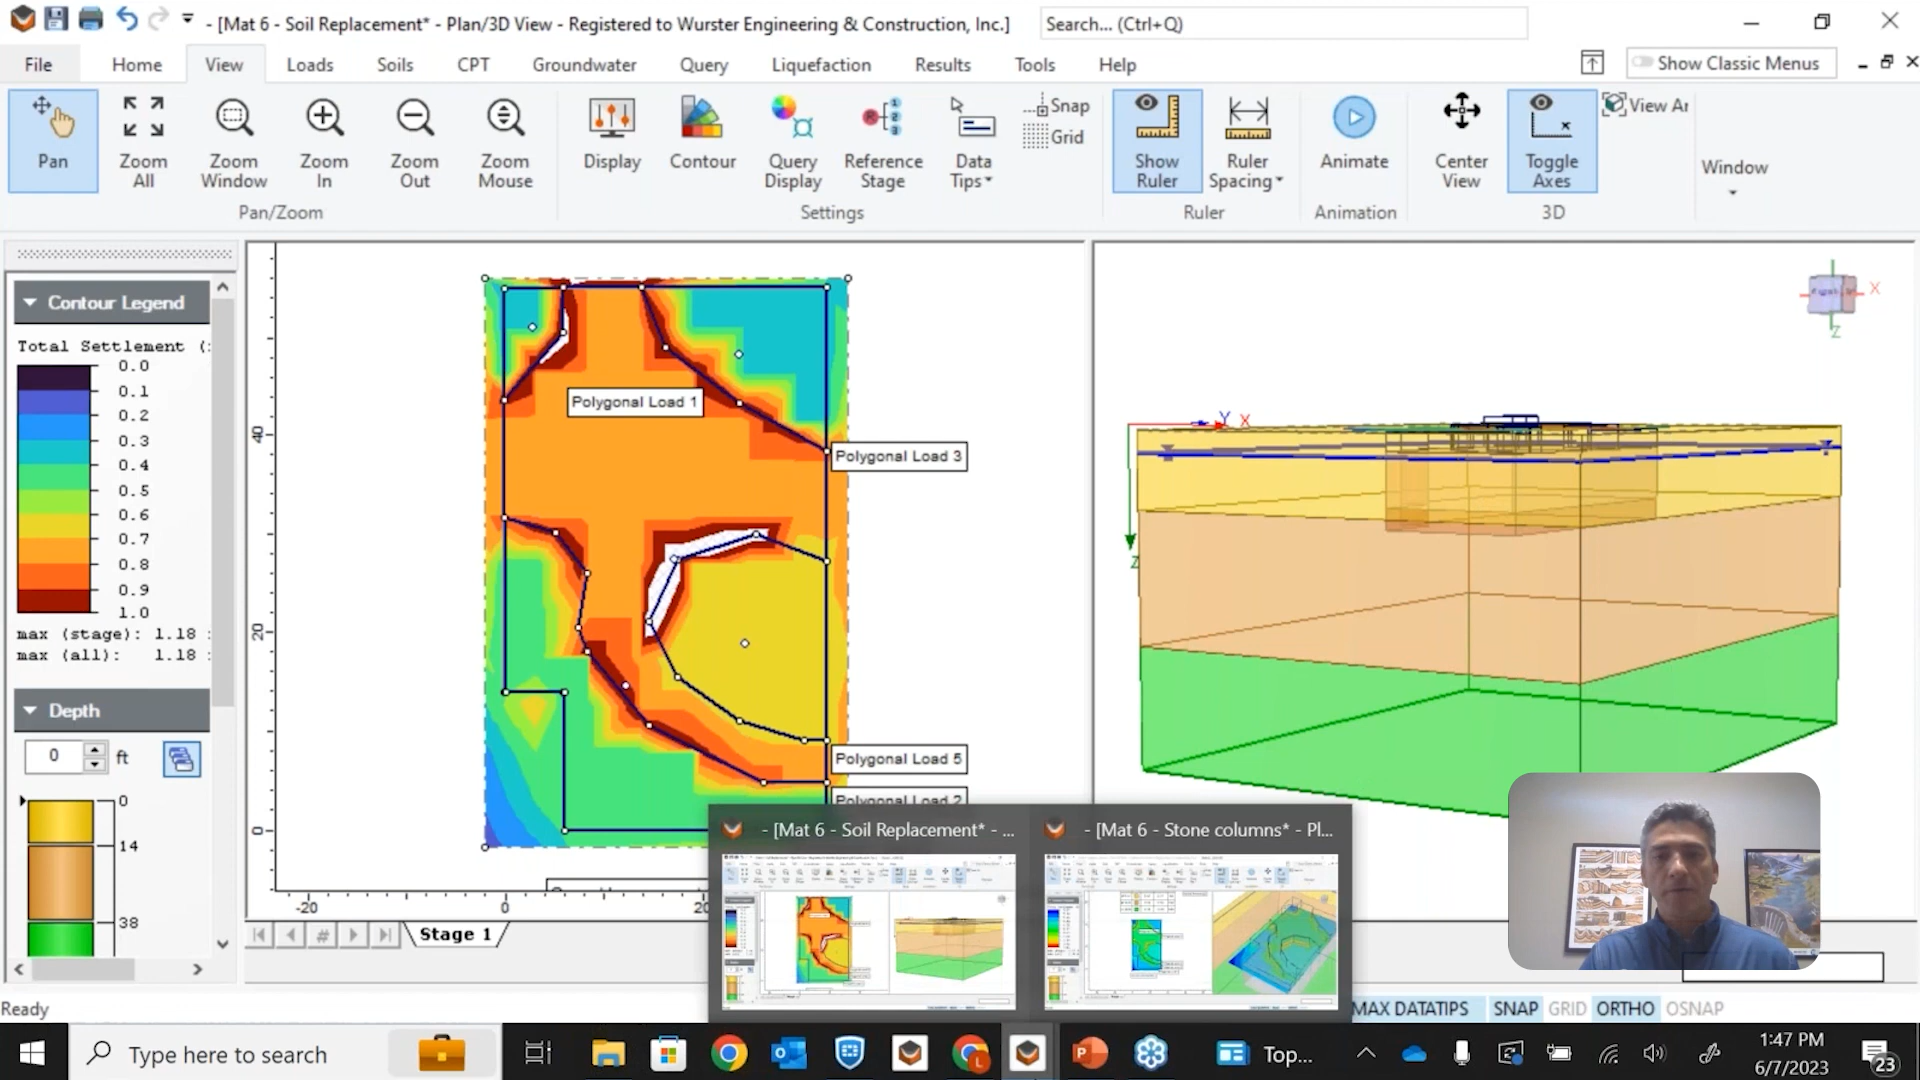 - [Mat 6 - Soil Replacement* - Plan/3D View - Registered to Wurster Engineering & Construction, Inc.]
Search... (Ctrl+Q)
File Home View Loads Soils CPT Groundwater Query Liquefaction Results Tools Help
Show Classic Menus
Pan
Zoom All
Zoom Window
Zoom In
Zoom Out
Zoom Mouse
Pan/Zoom
Display
Contour
Query Display
Reference Stage
Data Tips
Settings
Snap
Grid
Show Ruler
Ruler Spacing
Ruler
Animate
Animation
Center View
Toggle Axes
View Ar
3D
Window
Contour Legend
Total Settlement (
0.0
0.1
0.2
0.3
0.4
0.5
0.6
0.7
0.8
0.9
1.0
max (stage): 1.18
max (all): 1.18
Depth
0 ft
0
14
38
40
20
0
-20 0 20
Polygonal Load 1
Polygonal Load 3
Polygonal Load 5
Polygonal Load 2
Y X
Z
X
Z
Stage 1
- [Mat 6 - Soil Replacement* - ...
- [Mat 6 - Stone columns* - Pl...
Ready
MAX DATATIPS SNAP GRID ORTHO OSNAP
Type here to search
Top...
1:47 PM
6/7/2023
23